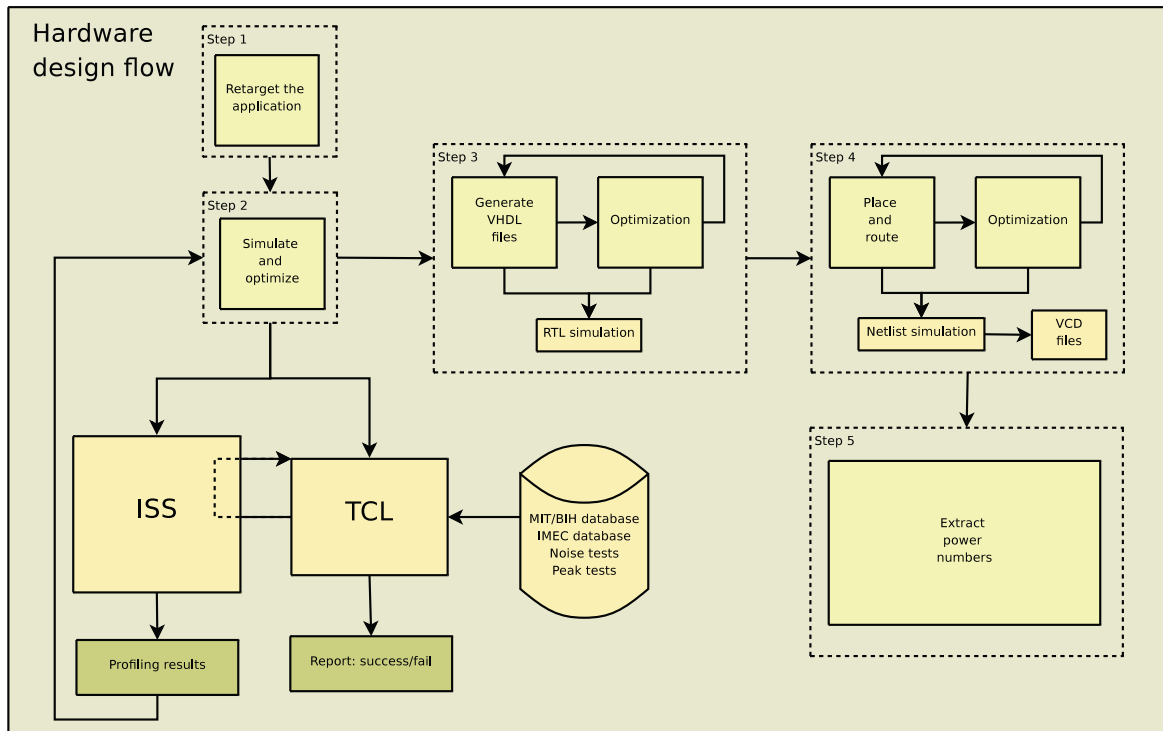 Hardware
design flow
Step 1
Retarget the
application
Step 2
Simulate
and
optimize
Step 3
Generate
VHDL
files
Optimization
RTL simulation
Step 4
Place
and
route
Optimization
Netlist simulation
VCD
files
Step 5
Extract
power
numbers
ISS
TCL
MIT/BIH database
IMEC database
Noise tests
Peak tests
Profiling results
Report: success/fail